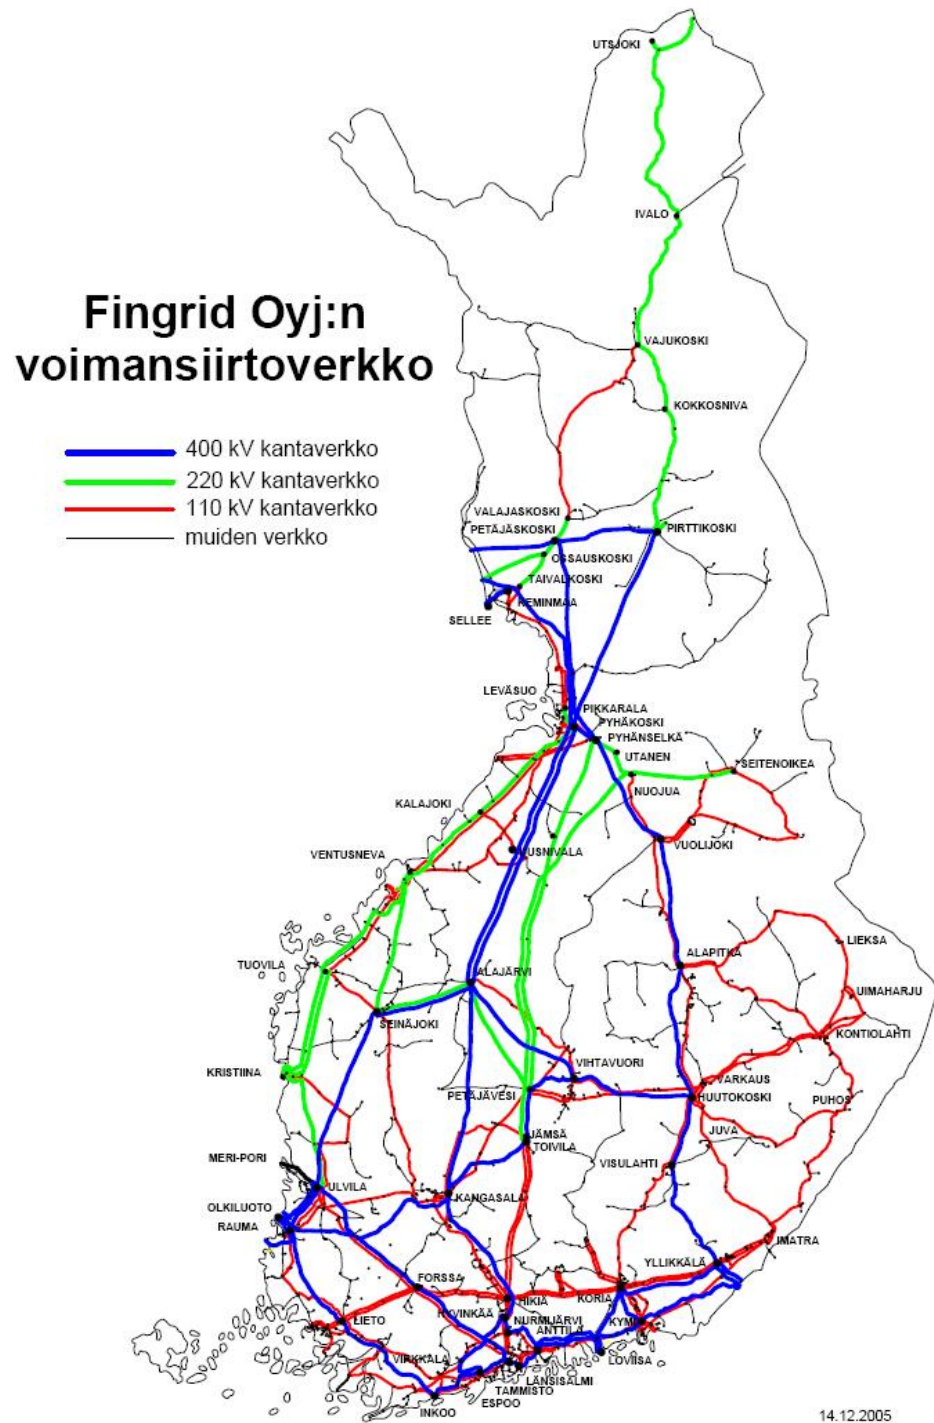 UTSJOKI
IVALO
Fingrid Oyj:n
voimansiirtoverkko
VAJUKOSKI
KOKKOSNIVA
400 kV kantaverkko
220 kV kantaverkko
110 kV kantaverkko
muiden verkko
VALAJASKOSKI
PETÄJÄSKOSKI
PIRTTIKOSKI
OSSAUSKOSKI
TAIVALKOSKI
KEMINMAA
SELLEE
LEVÄSUO
PIKKARALA
PYHÄKOSKI
PYHÄNSELKÄ
UTANEN
SEITENOIKEA
NUOJUA
KALAJOKI
VUOLIJOKI
UUSNIVALA
VENTUSNEVA
LIEKSA
ALAPITKÄ
TUOVILA
ALAJÄRVI
UIMAHARJU
SEINÄJOKI
KONTIOLAHTI
VIHTAVUORI
KRISTIINA
VARKAUS
PETÄJÄVESI
HUUTOKOSKI
PUHOS
JUVA
JÄMSÄ
TOIVILA
MERI-PORI
VISULAHTI
ULVILA
KANGASALA
OLKILUOTO
RAUMA
IMATRA
YLLIKKÄLÄ
FORSSA
HIKIÄ
KORIA
HYVINKÄÄ
NURMIJÄRVI
LIETO
KYMI
ANTTILA
VIRKKALA
LOVIISA
LÄNSISALMI
TAMMISTO
ESPOO
INKOO
14.12.2005